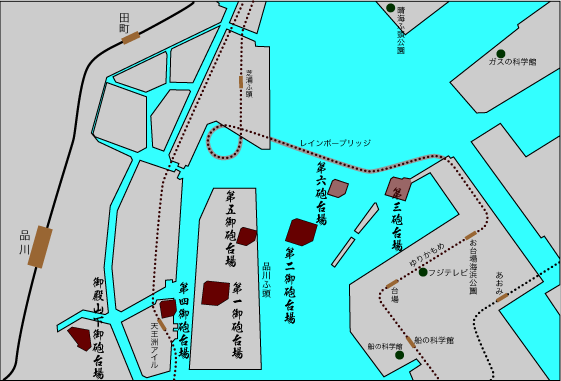 田町
芝浦ふ頭
晴海ふ頭公園
ガスの科学館
レインボーブリッジ
第六砲台場
第三砲台場
第五御砲台場
第二御砲台場
品川ふ頭
品川
ゆりかもめ
お台場海浜公園
フジテレビ
あおみ
台場
御殿山下御砲台場
第四御砲台場
第一御砲台場
天王洲アイル
船の科学館
船の科学館